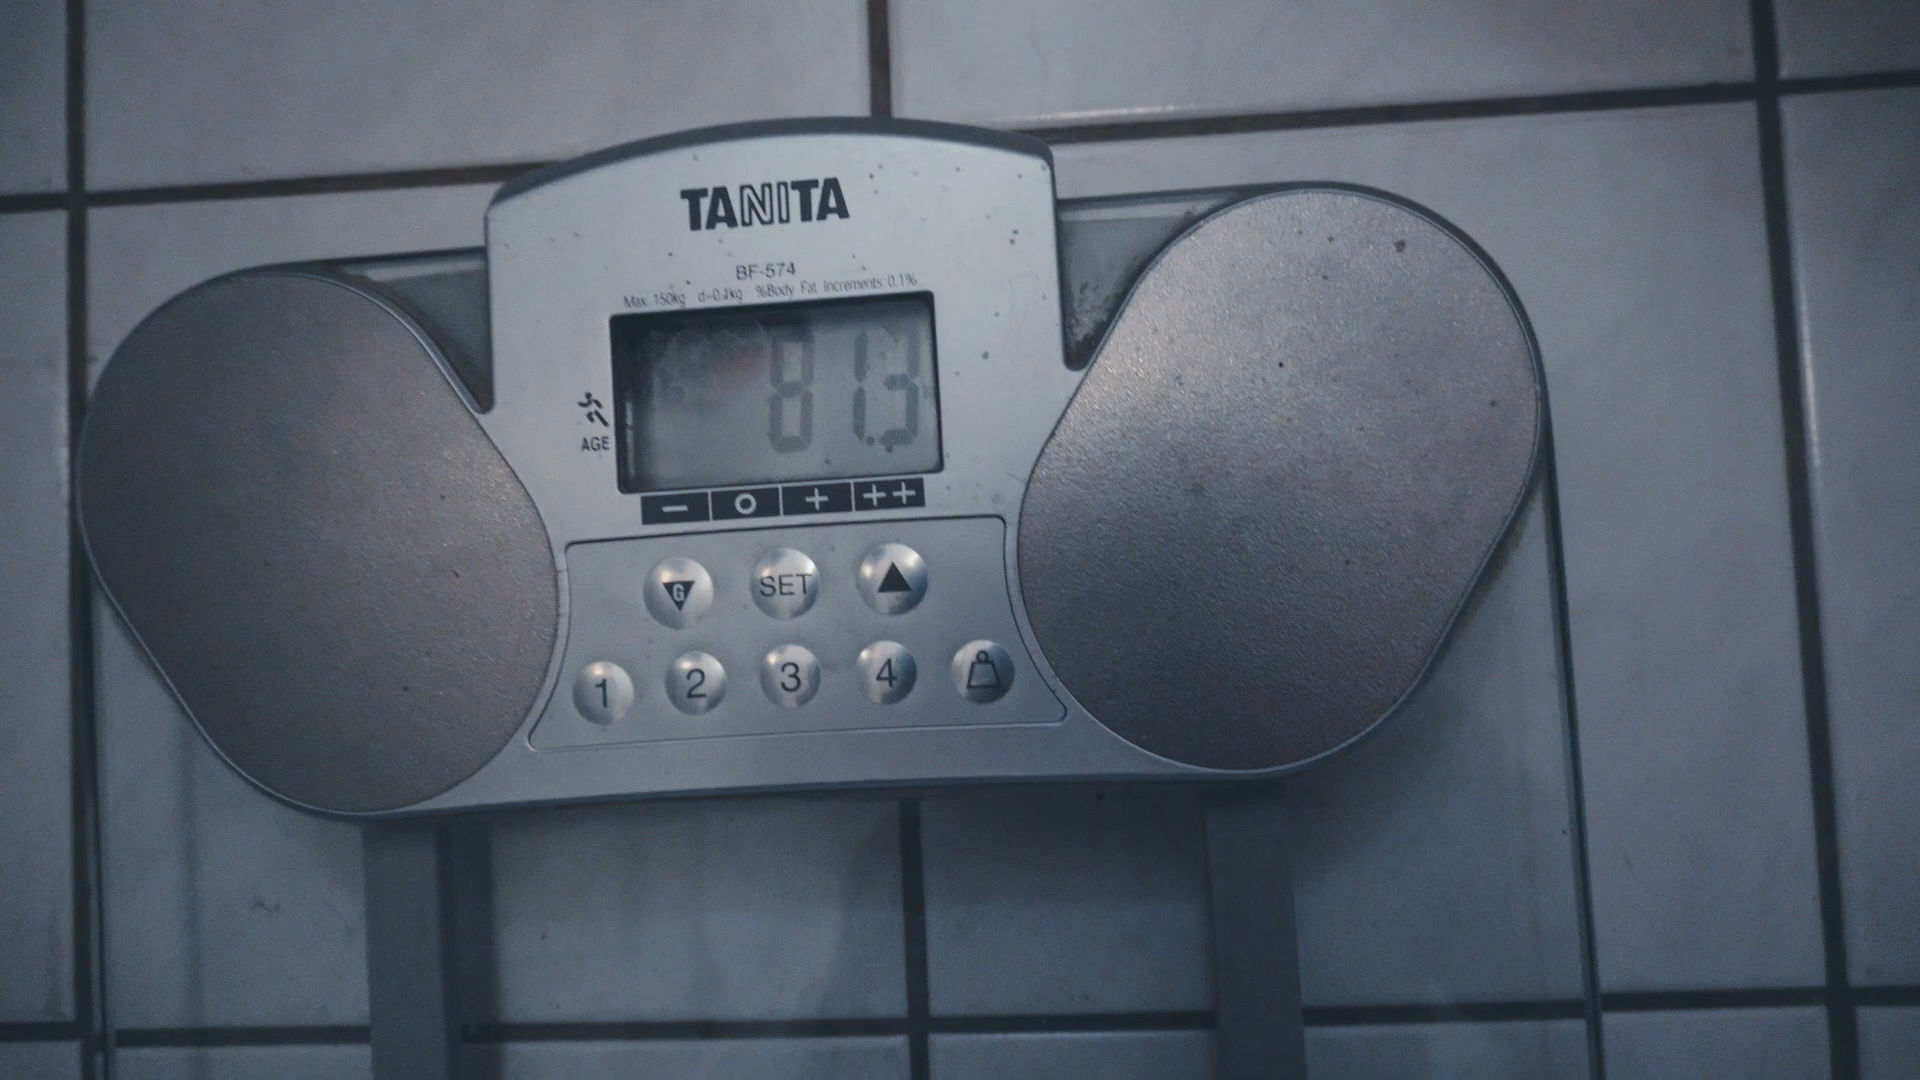 TANITA
BF-574
Max. 150kg d=0.1kg %Body Fat Increments: 0.1%
81.3
AGE
− O + ++
G SET ▲
1 2 3 4